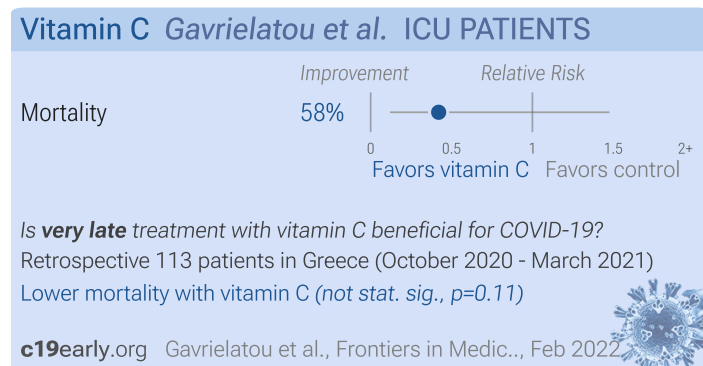 Vitamin C Gavrielatou et al. ICU PATIENTS
Improvement Relative Risk
Mortality 58%
0 0.5 1 1.5 2+
Favors vitamin C Favors control
Is very late treatment with vitamin C beneficial for COVID-19?
Retrospective 113 patients in Greece (October 2020 - March 2021)
Lower mortality with vitamin C (not stat. sig., p=0.11)
c19early.org Gavrielatou et al., Frontiers in Medic.., Feb 2022